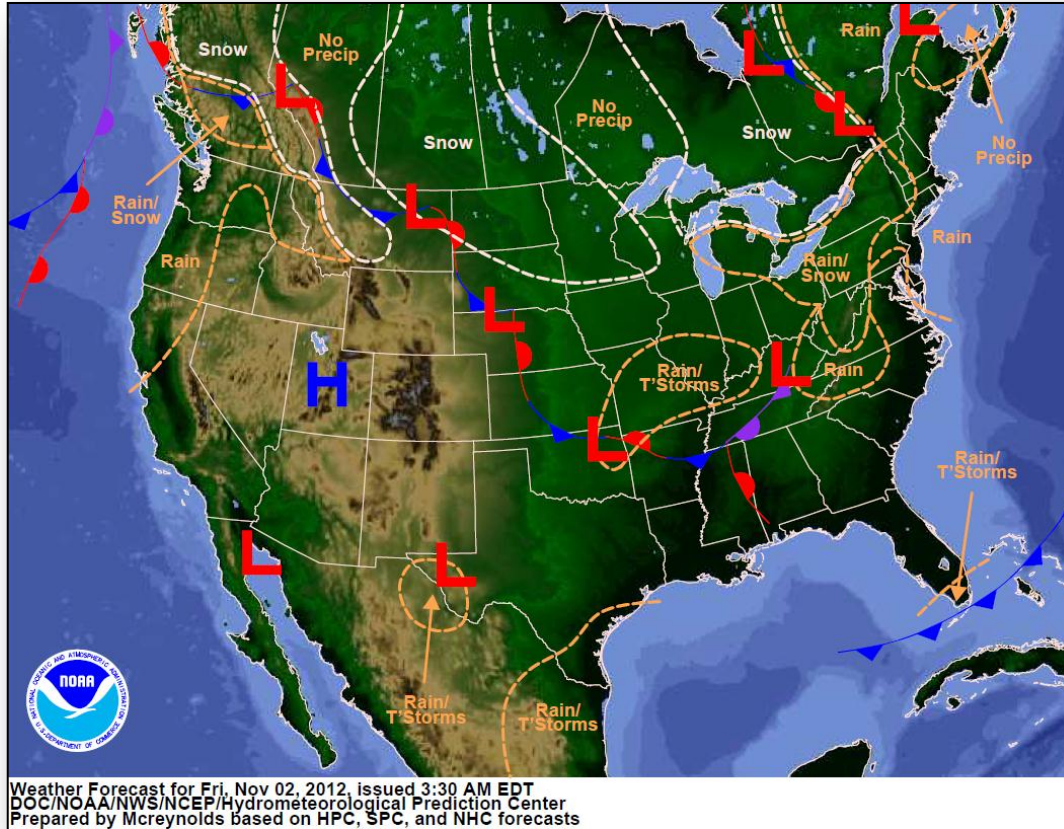 No
Precip
Snow
Rain
No
Precip
Snow
No
Precip
Snow
Rain/
Snow
Rain
Rain
Rain/
Snow
Rain/
T'Storms
Rain
Rain/
T'Storms
Rain/
T'Storms
Rain/
T'Storms
L
L
L
L
L
L
L
L
L
L
L
H
NATIONAL OCEANIC AND ATMOSPHERIC ADMINISTRATION
NOAA
U.S. DEPARTMENT OF COMMERCE
Weather Forecast for Fri, Nov 02, 2012, issued 3:30 AM EDT
DOC/NOAA/NWS/NCEP/Hydrometeorological Prediction Center
Prepared by Mcreynolds based on HPC, SPC, and NHC forecasts